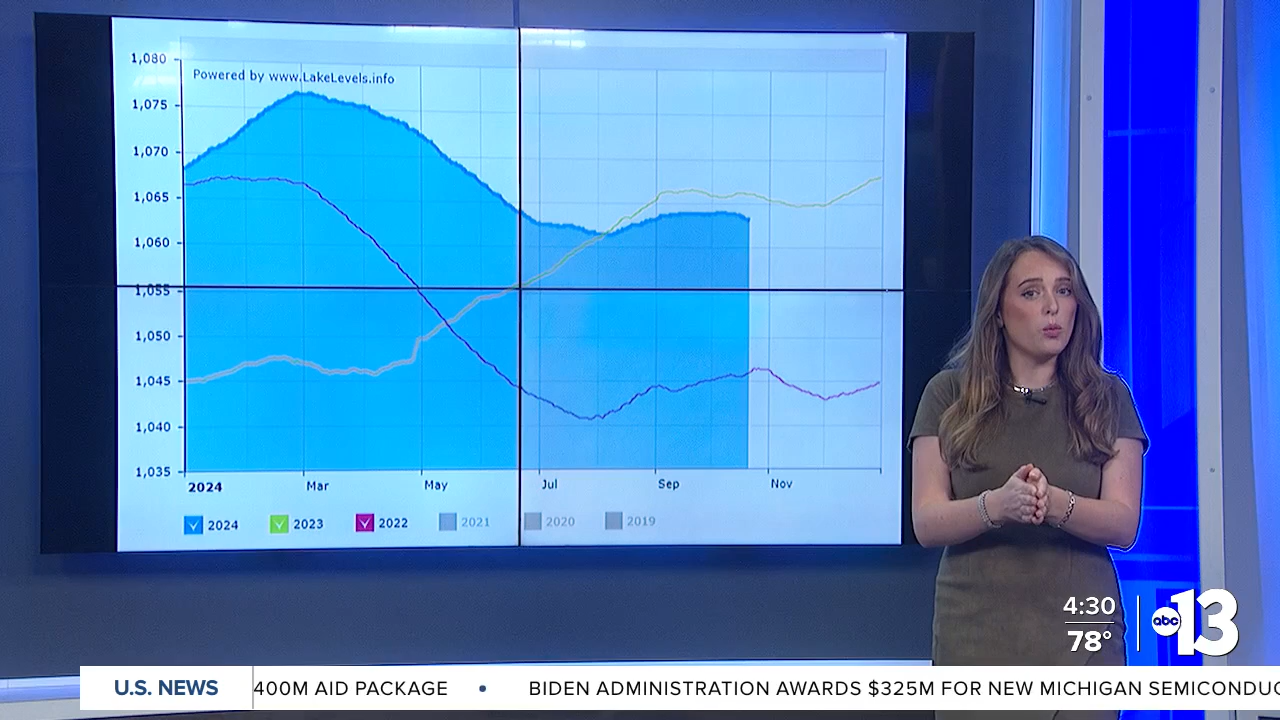 1,080
Powered by www.LakeLevels.info
1,075
1,070
1,065
1,060
1,055
1,050
1,045
1,040
1,035
2024 Mar May Jul Sep Nov
2024 2023 2022 2021 2020 2019
4:30
78°
abc 13
U.S. NEWS 400M AID PACKAGE • BIDEN ADMINISTRATION AWARDS $325M FOR NEW MICHIGAN SEMICONDUC